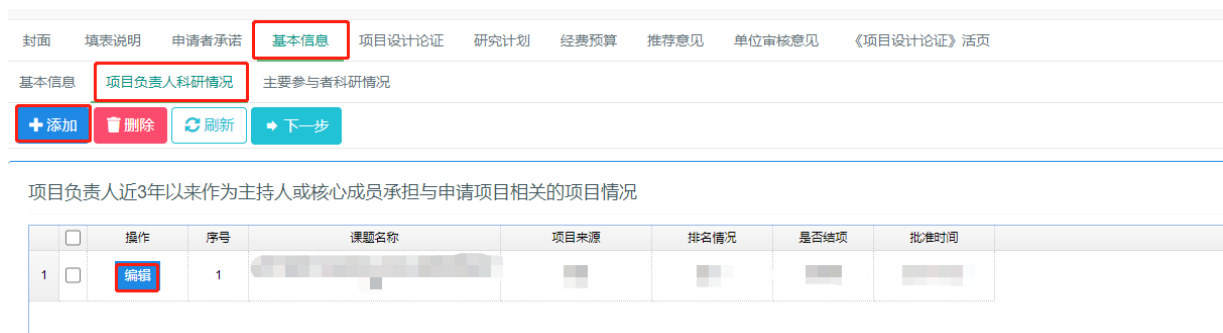 封面 填表说明 申请者承诺 基本信息 项目设计论证 研究计划 经费预算 推荐意见 单位审核意见 《项目设计论证》活页
基本信息 项目负责人科研情况 主要参与者科研情况
添加 删除 刷新 下一步
项目负责人近3年以来作为主持人或核心成员承担与申请项目相关的项目情况
操作 序号 课题名称 项目来源 排名情况 是否结项 批准时间
1 编辑 1